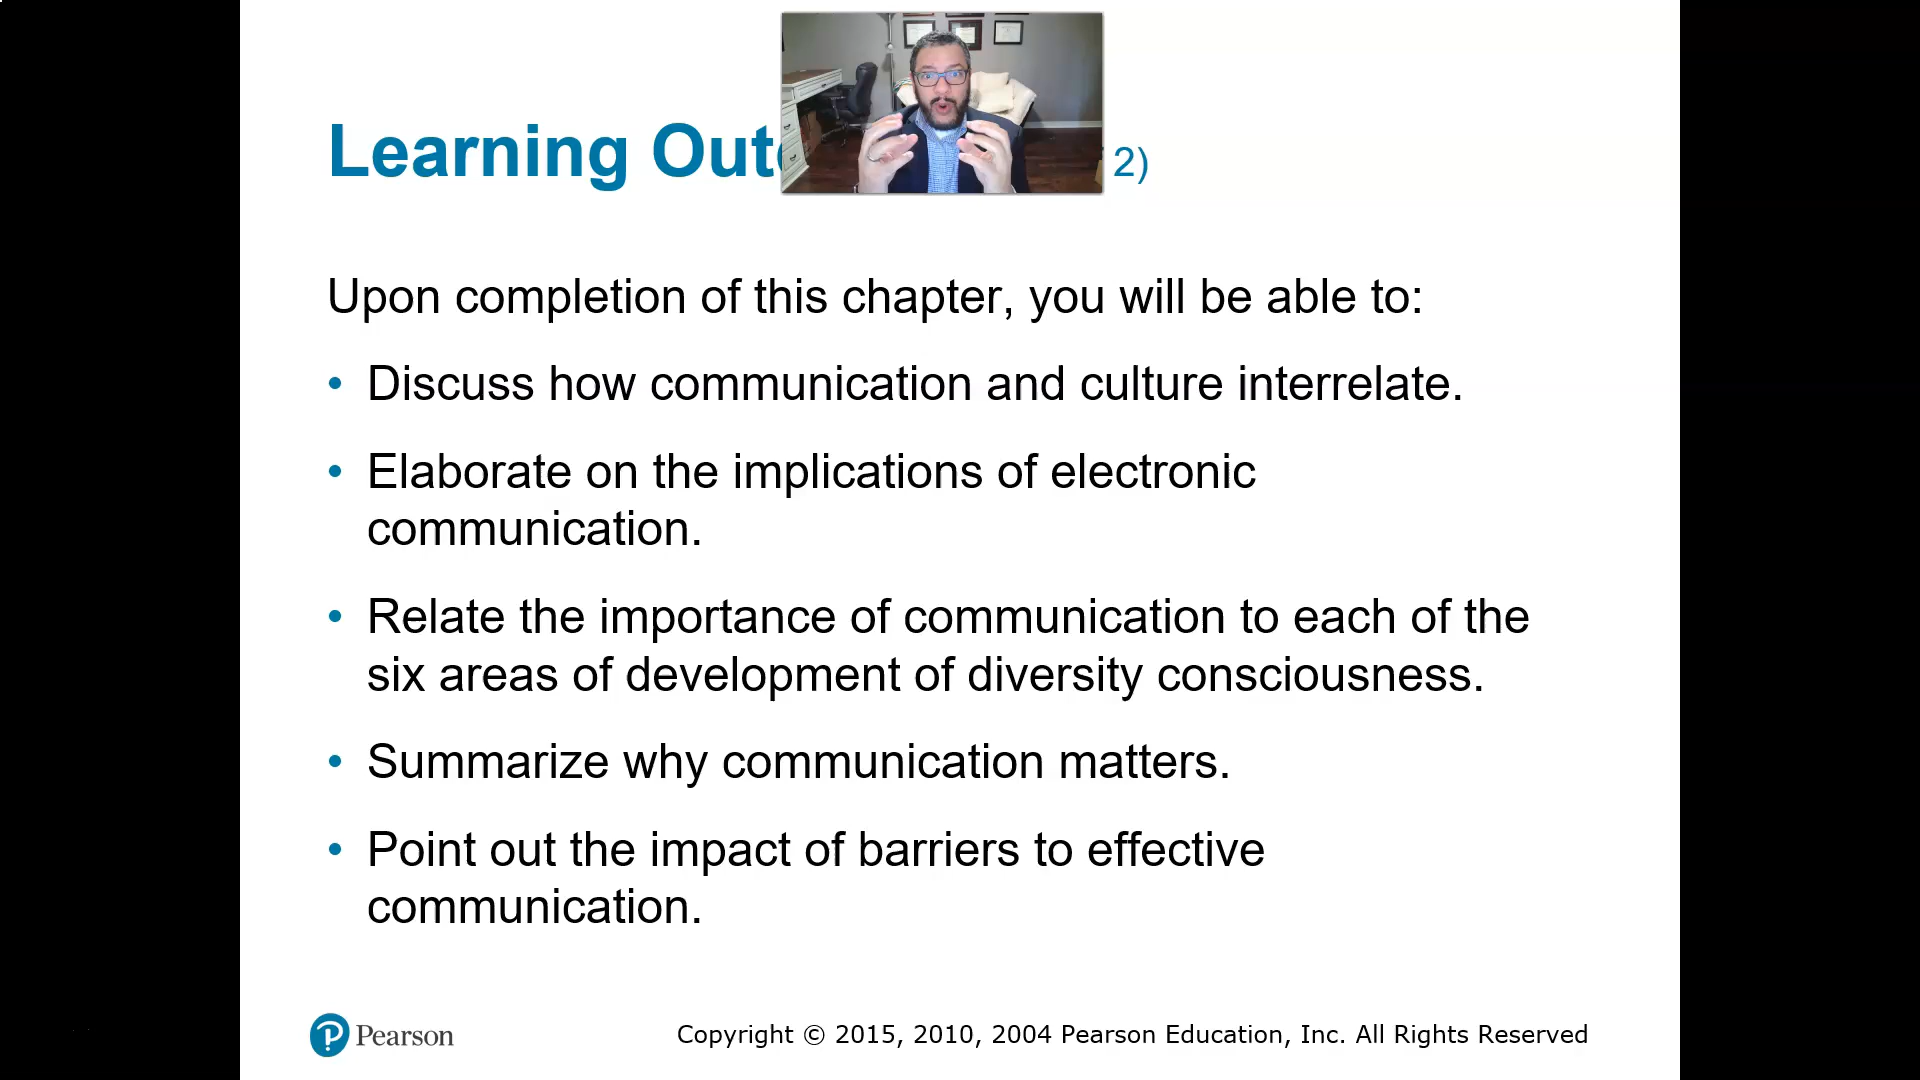 Learning Out
2)
Upon completion of this chapter, you will be able to:
• Discuss how communication and culture interrelate.
• Elaborate on the implications of electronic
communication.
• Relate the importance of communication to each of the
six areas of development of diversity consciousness.
• Summarize why communication matters.
• Point out the impact of barriers to effective
communication.
Pearson
Copyright © 2015, 2010, 2004 Pearson Education, Inc. All Rights Reserved